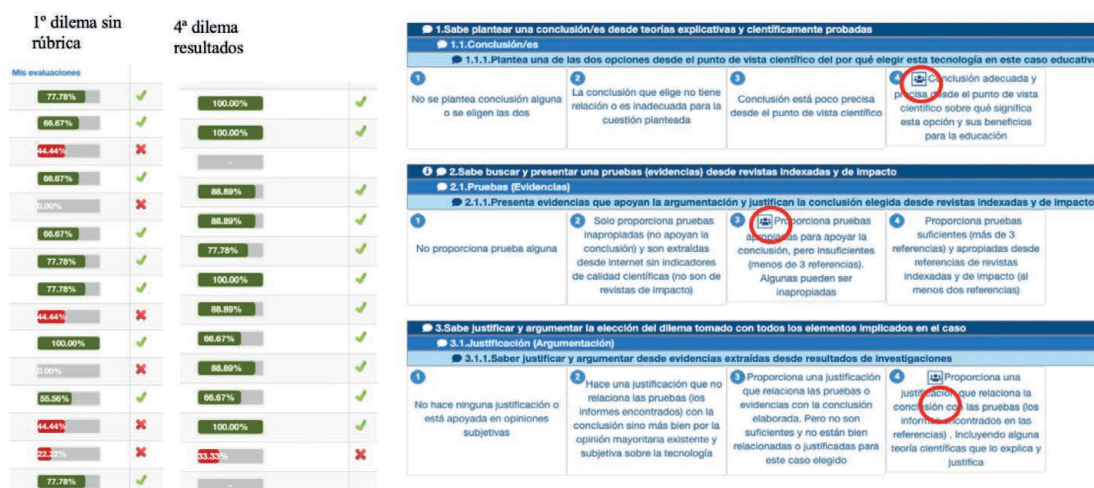 1º dilema sin
rúbrica
4ª dilema
resultados
Mis evaluaciones
77.78%
66.67%
44.44%
66.67%
0.00%
66.67%
77.78%
77.78%
44.44%
100.00%
0.00%
55.56%
44.44%
22.22%
77.78%
100.00%
100.00%
-
88.89%
88.89%
77.78%
100.00%
88.89%
66.67%
88.89%
66.67%
100.00%
33.33%
-
1.Sabe plantear una conclusión/es desde teorías explicativas y científicamente probadas
1.1.Conclusión/es
1.1.1.Plantea una de las dos opciones desde el punto de vista científico del por qué elegir esta tecnología en este caso educativo
1
No se plantea conclusión alguna
o se eligen las dos
2
La conclusión que elige no tiene
relación o es inadecuada para la
cuestión planteada
3
Conclusión está poco precisa
desde el punto de vista científico
4
Conclusión adecuada y
precisa desde el punto de vista
científico sobre qué significa
esta opción y sus beneficios
para la educación
2.Sabe buscar y presentar una pruebas (evidencias) desde revistas indexadas y de impacto
2.1.Pruebas (Evidencias)
2.1.1.Presenta evidencias que apoyan la argumentación y justifican la conclusión elegida desde revistas indexadas y de impacto
1
No proporciona prueba alguna
2
Solo proporciona pruebas
inapropiadas (no apoyan la
conclusión) y son extraídas
desde internet sin indicadores
de calidad científicas (no son de
revistas de impacto)
3
Proporciona pruebas
apropiadas para apoyar la
conclusión, pero insuficientes
(menos de 3 referencias).
Algunas pueden ser
inapropiadas
4
Proporciona pruebas
suficientes (más de 3
referencias) y apropiadas desde
referencias de revistas
indexadas y de impacto (al
menos dos referencias)
3.Sabe justificar y argumentar la elección del dilema tomado con todos los elementos implicados en el caso
3.1.Justificación (Argumentación)
3.1.1.Saber justificar y argumentar desde evidencias extraídas desde resultados de investigaciones
1
No hace ninguna justificación o
está apoyada en opiniones
subjetivas
2
Hace una justificación que no
relaciona las pruebas (los
informes encontrados) con la
conclusión sino más bien por la
opinión mayoritaria existente y
subjetiva sobre la tecnología
3
Proporciona una justificación
que relaciona las pruebas o
evidencias con la conclusión
elaborada. Pero no son
suficientes y no están bien
relacionadas o justificadas para
este caso elegido
4
Proporciona una
justificación que relaciona la
conclusión con las pruebas (los
informes encontrados en las
referencias) . Incluyendo alguna
teoría científicas que lo explica y
justifica